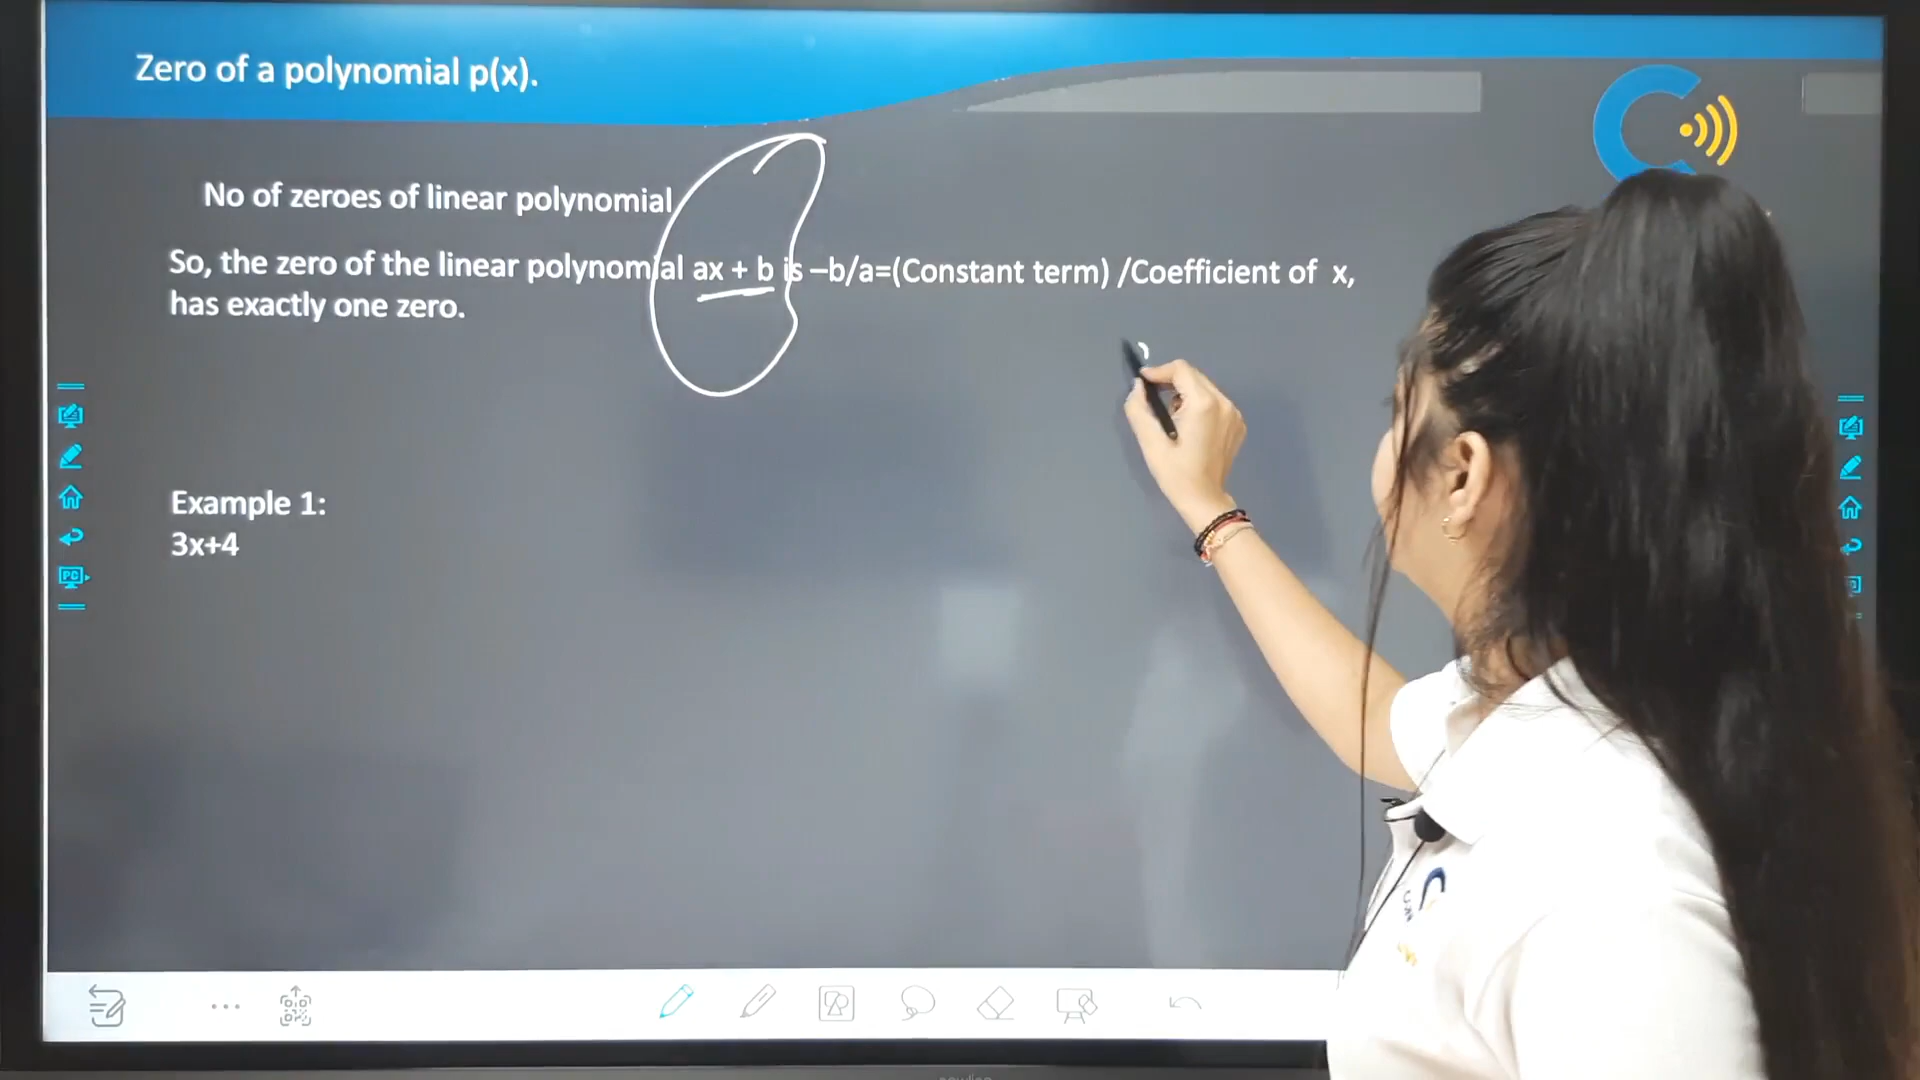 Zero of a polynomial p(x).
No of zeroes of linear polynomial
So, the zero of the linear polynomial ax + b is –b/a=(Constant term) /Coefficient of x,
has exactly one zero.
Example 1:
3x+4